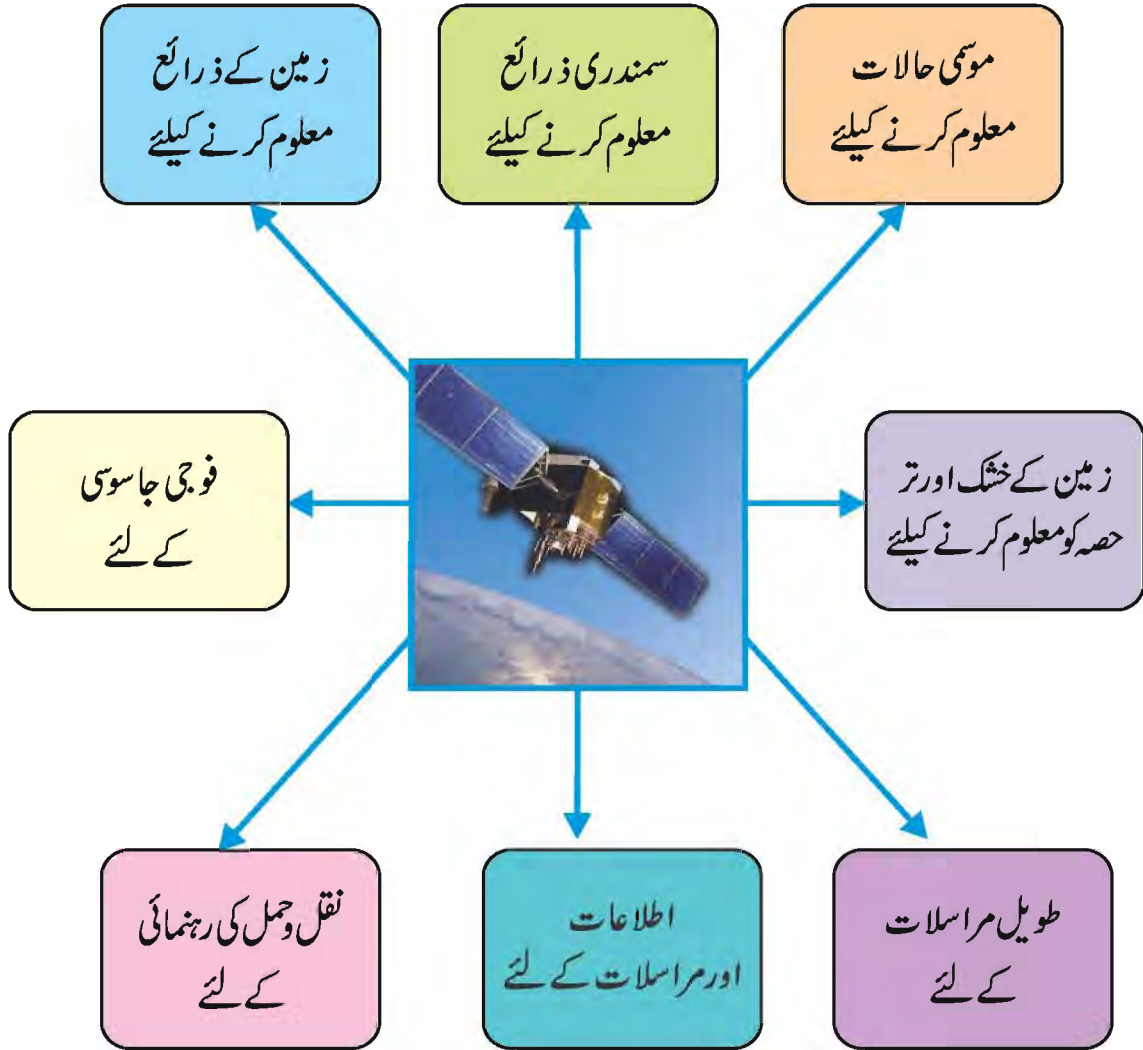 موسمی حالات
معلوم کرنے کیلئے
سمندری ذرائع
معلوم کرنے کیلئے
زمین کے ذرائع
معلوم کرنے کیلئے
زمین کے خشک اور تر
حصہ کو معلوم کرنے کیلئے
فوجی جاسوسی
کے لئے
طویل مراسلات
کے لئے
اطلاعات
اور مراسلات کے لئے
نقل وحمل کی رہنمائی
کے لئے